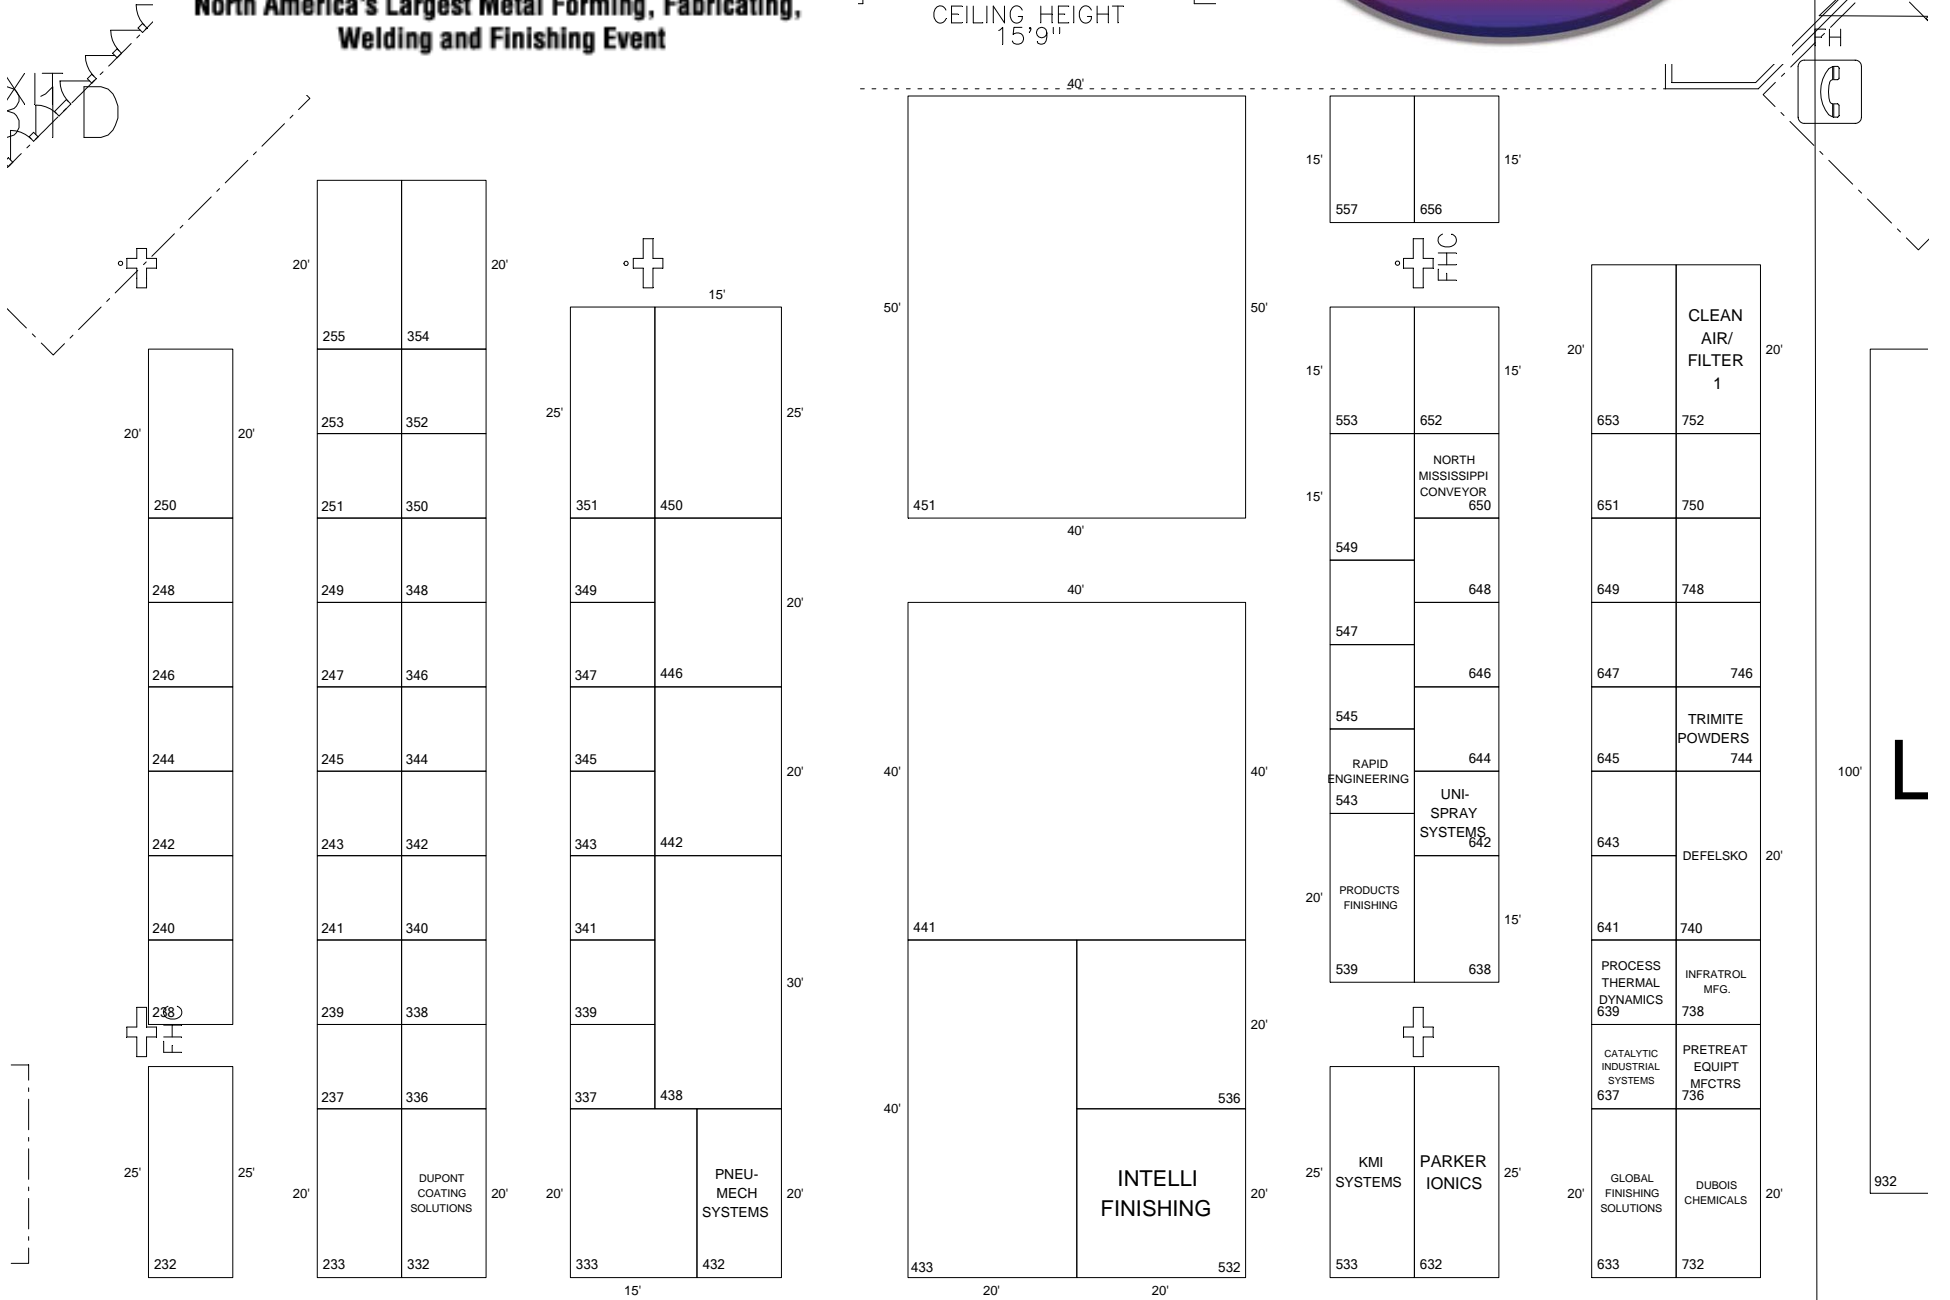 North America's Largest Metal Forming, Fabricating,
Welding and Finishing Event
CEILING HEIGHT
15'9"
FH
EXIT
D
40'
15'
15'
557
656
20'
20'
FHC
15'
255
354
50'
50'
CLEAN
AIR/
FILTER
1
20'
20'
15'
15'
253
352
25'
25'
553
652
653
752
20'
20'
NORTH
MISSISSIPPI
CONVEYOR
650
15'
250
251
350
351
450
451
651
750
40'
549
248
249
348
349
40'
648
649
748
20'
547
246
247
346
347
446
646
647
746
545
TRIMITE
POWDERS
744
244
245
344
345
644
645
20'
40'
40'
RAPID
ENGINEERING
543
100'
L
UNI-
SPRAY
SYSTEMS
642
242
243
342
343
442
643
DEFELSKO
20'
PRODUCTS
FINISHING
20'
15'
240
241
340
341
441
641
740
539
638
PROCESS
THERMAL
DYNAMICS
639
INFRATROL
MFG.
738
30'
238
FHC
239
338
339
20'
CATALYTIC
INDUSTRIAL
SYSTEMS
637
PRETREAT
EQUIPT
MFCTRS
736
237
336
337
438
40'
536
25'
25'
20'
DUPONT
COATING
SOLUTIONS
20'
20'
PNEU-
MECH
SYSTEMS
20'
INTELLI
FINISHING
20'
25'
KMI
SYSTEMS
PARKER
IONICS
25'
20'
GLOBAL
FINISHING
SOLUTIONS
DUBOIS
CHEMICALS
20'
932
232
233
332
333
432
433
532
533
632
633
732
15'
20'
20'